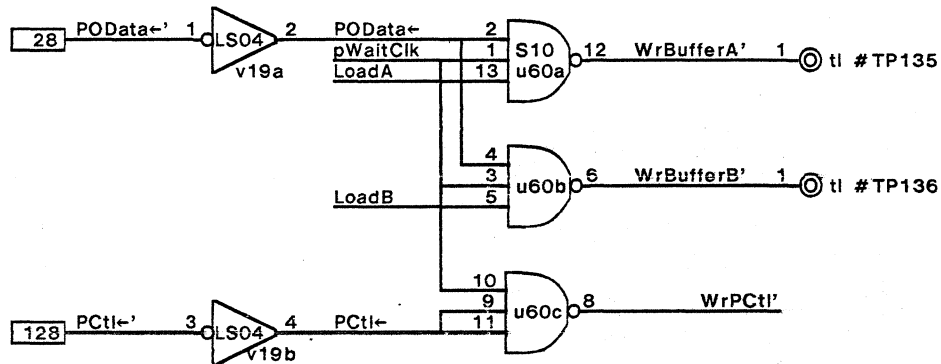 28 POData←' 1 LS04 2 POData← 2 S10 12 WrBufferA' 1 tl #TP135
v19a pWaitClk 1 u60a
LoadA 13
4
3 u60b 6 WrBufferB' 1 tl #TP136
LoadB 5
10
9 u60c 8 WrPCtl'
128 PCtl←' 3 LS04 4 PCtl← 11
v19b